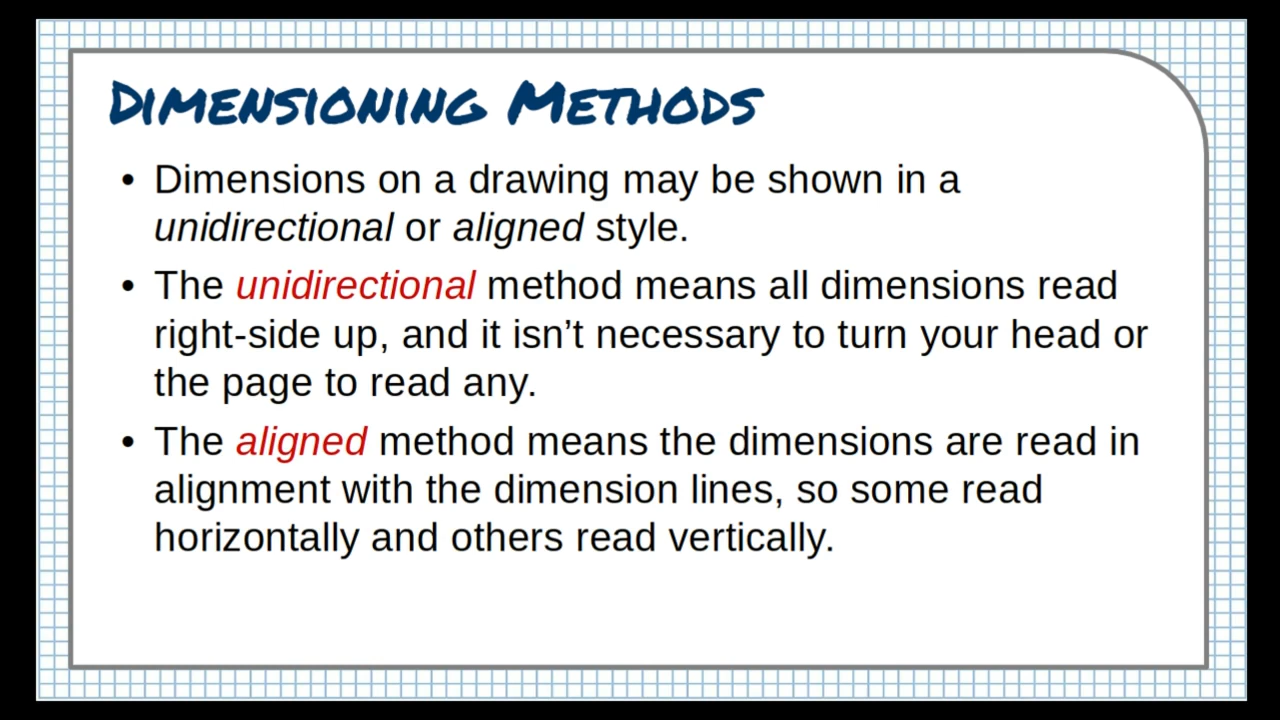 Dimensioning Methods
• Dimensions on a drawing may be shown in a
unidirectional or aligned style.
• The unidirectional method means all dimensions read
right-side up, and it isn’t necessary to turn your head or
the page to read any.
• The aligned method means the dimensions are read in
alignment with the dimension lines, so some read
horizontally and others read vertically.